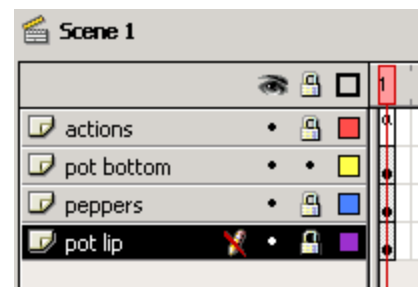 Scene 1
1
actions a
pot bottom
peppers
pot lip